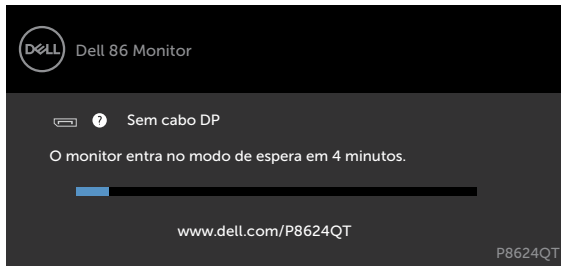 DELL
Dell 86 Monitor
? Sem cabo DP
O monitor entra no modo de espera em 4 minutos.
www.dell.com/P8624QT
P8624QT